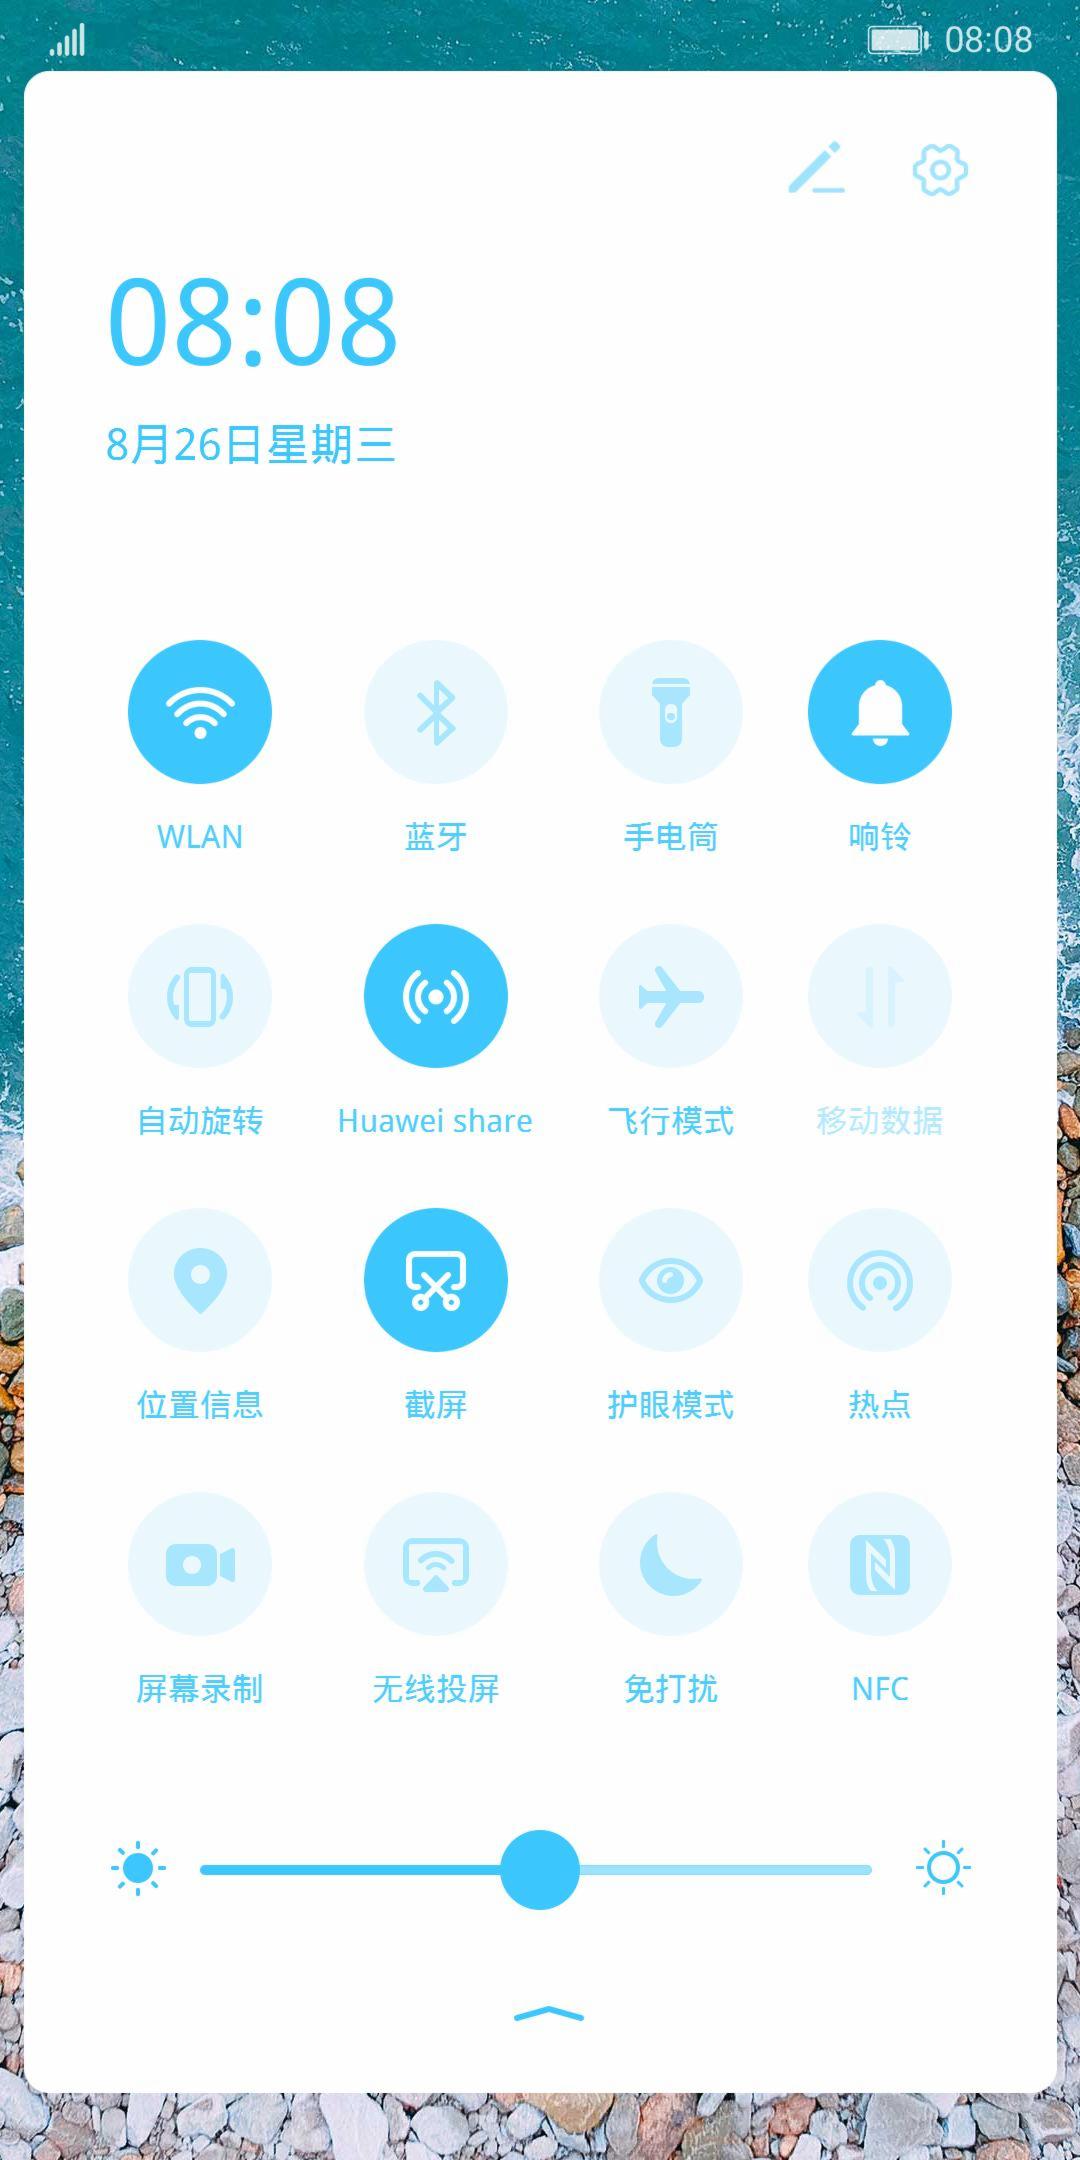 08:08
08:08
8月26日星期三
WLAN 蓝牙 手电筒 响铃
自动旋转 Huawei share 飞行模式 移动数据
位置信息 截屏 护眼模式 热点
屏幕录制 无线投屏 免打扰 NFC